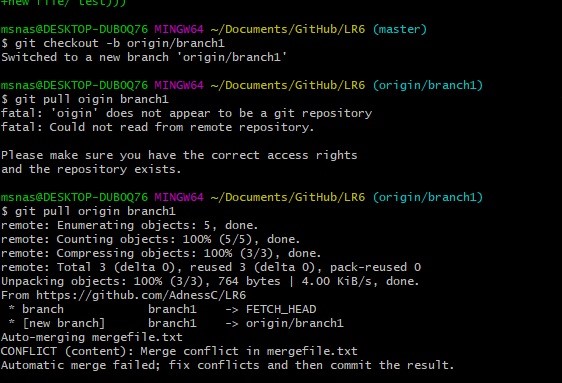 +new file/ test)))
msnas@DESKTOP-DUBOQ76 MINGW64 ~/Documents/GitHub/LR6 (master)
$ git checkout -b origin/branch1
Switched to a new branch 'origin/branch1'
msnas@DESKTOP-DUBOQ76 MINGW64 ~/Documents/GitHub/LR6 (origin/branch1)
$ git pull oigin branch1
fatal: 'oigin' does not appear to be a git repository
fatal: Could not read from remote repository.
Please make sure you have the correct access rights
and the repository exists.
msnas@DESKTOP-DUBOQ76 MINGW64 ~/Documents/GitHub/LR6 (origin/branch1)
$ git pull origin branch1
remote: Enumerating objects: 5, done.
remote: Counting objects: 100% (5/5), done.
remote: Compressing objects: 100% (3/3), done.
remote: Total 3 (delta 0), reused 3 (delta 0), pack-reused 0
Unpacking objects: 100% (3/3), 764 bytes | 4.00 KiB/s, done.
From https://github.com/AdnessC/LR6
 * branch            branch1    -> FETCH_HEAD
 * [new branch]      branch1    -> origin/branch1
Auto-merging mergefile.txt
CONFLICT (content): Merge conflict in mergefile.txt
Automatic merge failed; fix conflicts and then commit the result.